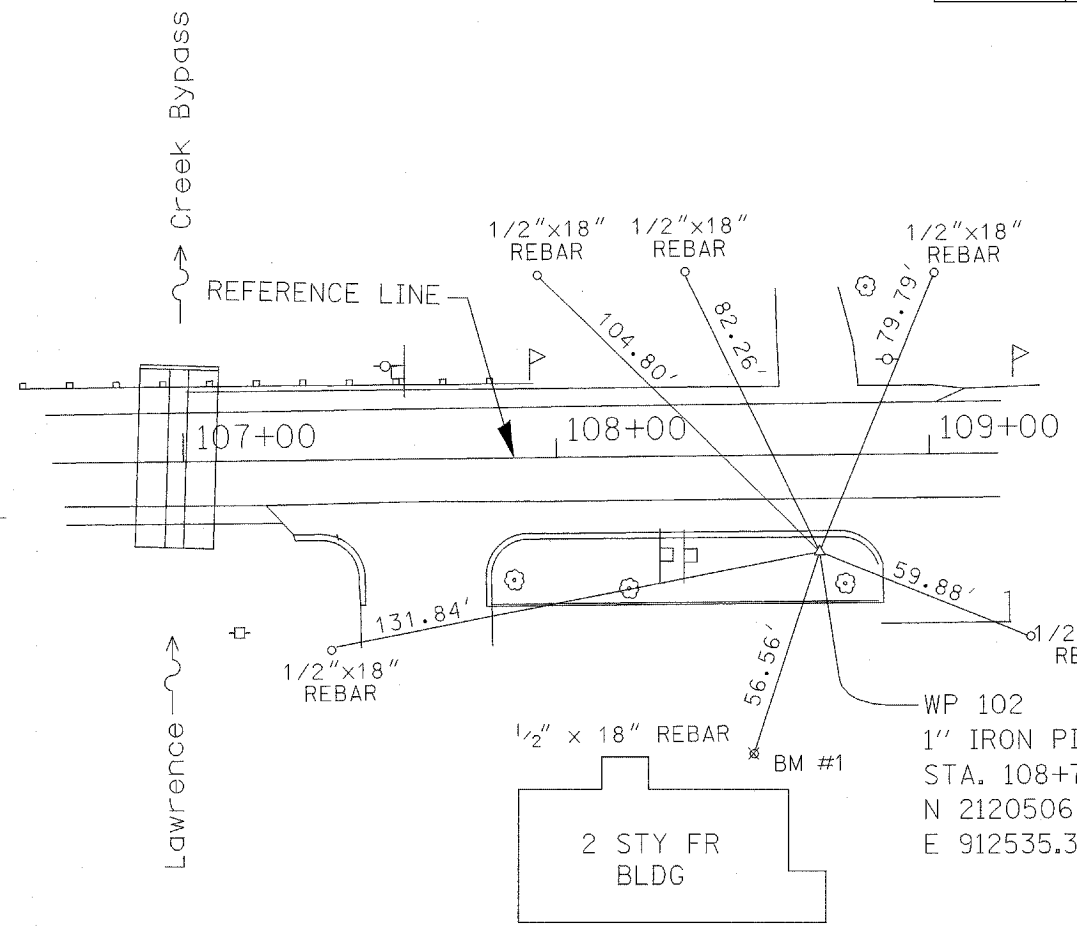 Creek Bypass
1/2"x18"
REBAR
1/2"x18"
REBAR
1/2"x18"
REBAR
REFERENCE LINE
104.80'
82.26'
79.79'
107+00
108+00
109+00
131.84'
59.88'
56.56'
1/2"x18"
REBAR
1/2
RE
Lawrence
1/2" x 18" REBAR
BM #1
WP 102
1" IRON PI
STA. 108+7
N 2120506
E 912535.3
2 STY FR
BLDG